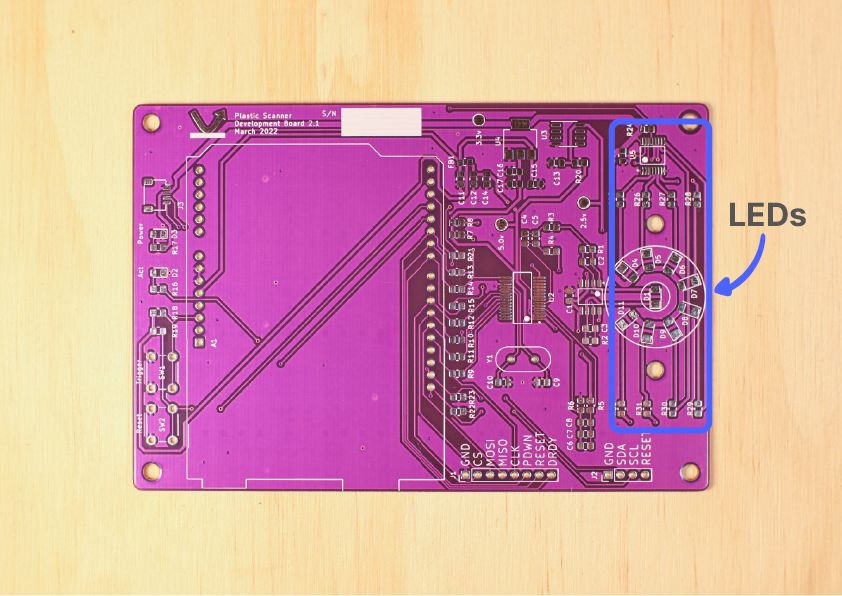 Plastic Scanner
Development Board 2.1
March 2022
S/N
LEDs
3.3v
U4
U3
R24
U5
FB1
C16
C17
C15
C13
R20
C11
C12
C14
R26
R27
R28
J3
Power
D3
R17
Act
D2
R16
R18
R19
Trigger
SW1
Reset
SW2
A1
R8
R7
R21
R13
R14
R15
R12
R10
R11
R9
R23
R22
5.0v
2.5v
C4
C5
R3
R4
R1
C2
U2
C1
C3
R2
Y1
C10
C9
D4
D5
D6
D7
D1
D8
D9
D10
D11
R6
R5
C8
C7
C6
R31
R30
R29
J1
GND
CS
MOSI
MISO
CLK
PDWN
RESET
DRDY
J2
GND
SDA
SCL
RESET